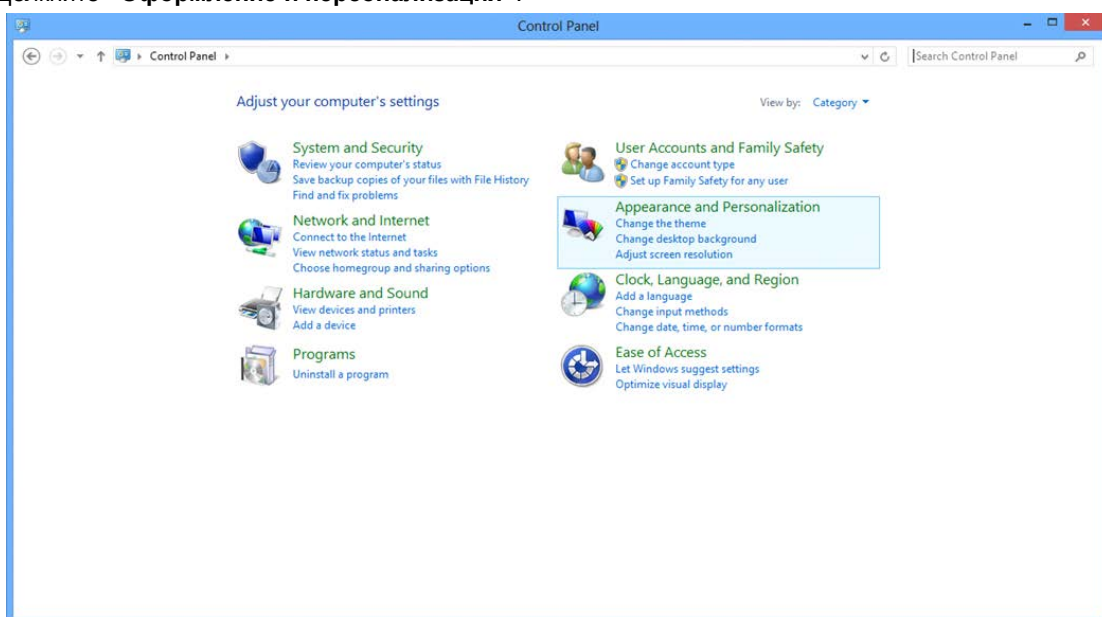 Щелкните "Оформление и персонализация".
Control Panel
Control Panel
Search Control Panel
Adjust your computer's settings
View by: Category
System and Security
Review your computer's status
Save backup copies of your files with File History
Find and fix problems
Network and Internet
Connect to the Internet
View network status and tasks
Choose homegroup and sharing options
Hardware and Sound
View devices and printers
Add a device
Programs
Uninstall a program
User Accounts and Family Safety
Change account type
Set up Family Safety for any user
Appearance and Personalization
Change the theme
Change desktop background
Adjust screen resolution
Clock, Language, and Region
Add a language
Change input methods
Change date, time, or number formats
Ease of Access
Let Windows suggest settings
Optimize visual display